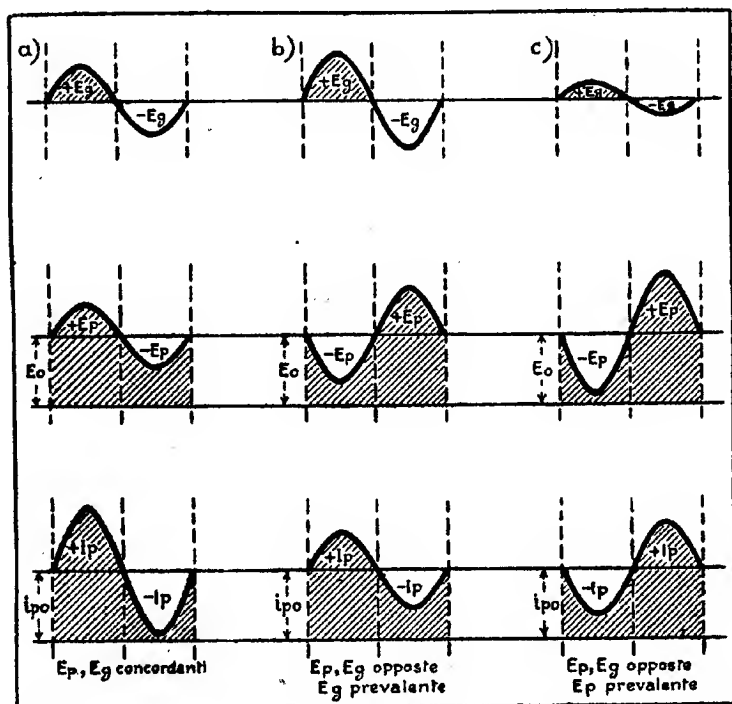 a)
b)
c)
+Eg
-Eg
+Eg
-Eg
+Eg
-Eg
+Ep
-Ep
Eo
-Ep
+Ep
Eo
-Ep
+Ep
Eo
+Ip
-Ip
ipo
+Ip
-Ip
ipo
-Ip
+Ip
ipo
Ep, Eg concordanti
Ep, Eg opposte
Eg prevalente
Ep, Eg opposte
Ep prevalente